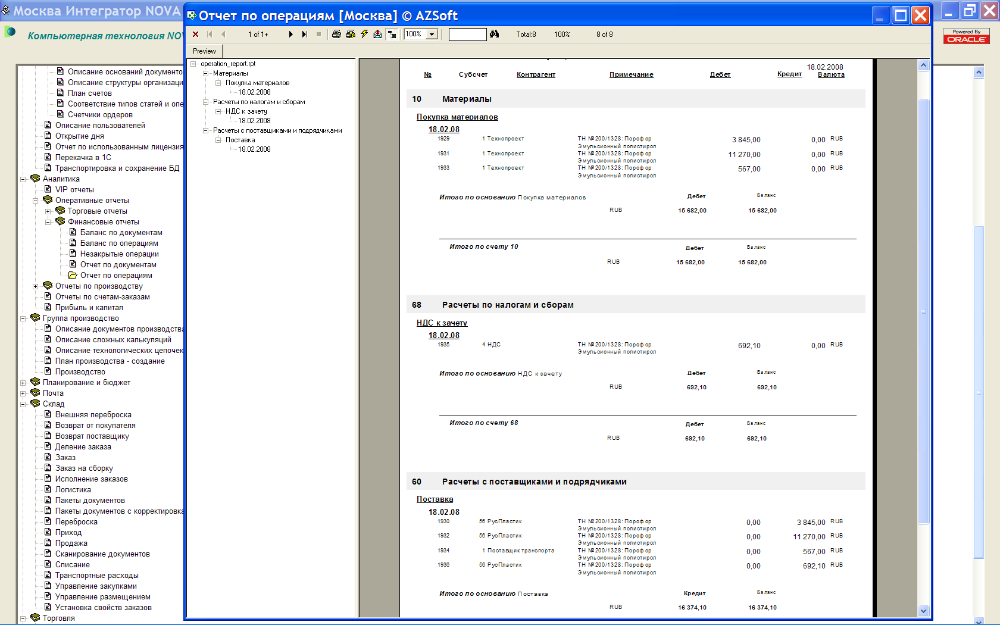 Москва Интегратор NOVA
Компьютерная технология NOV
Powered By
ORACLE
Описание оснований документо
Описание структуры организаци
План счетов
Соответствие типов статей и опе
Счетчики ордеров
Описание пользователей
Открытие дня
Отчет по использованным лицензия
Перекачка в 1С
Транспортировка и сохранение БД
Аналитика
VIP отчеты
Оперативные отчеты
Торговые отчеты
Финансовые отчеты
Баланс по документам
Баланс по операциям
Незакрытые операции
Отчет по документам
Отчет по операциям
Отчеты по производству
Отчеты по счетам-заказам
Прибыль и капитал
Группа производство
Описание документов производства
Описание сложных калькуляций
Описание технологических цепочек
План производства - создание
Производство
Планирование и бюджет
Почта
Склад
Внешняя переброска
Возврат от покупателя
Возврат поставщику
Деление заказа
Заказ
Заказ на сборку
Исполнение заказов
Логистика
Пакеты документов
Пакеты документов с корректировка
Переброска
Приход
Продажа
Сканирование документов
Списание
Транспортные расходы
Управление закупками
Управление размещением
Установка свойств заказов
Торговля
Отчет по операциям [Москва] © AZSoft
1 of 1+ 100% Total:8 100% 8 of 8
Preview
operation_report.rpt
Материалы
Покупка материалов
18.02.2008
Расчеты по налогам и сборам
НДС к зачету
18.02.2008
Расчеты с поставщиками и подрядчиками
Поставка
18.02.2008
18.02.2008
№ Субсчет Контрагент Примечание Дебет Кредит Валюта
10 Материалы
Покупка материалов
18.02.08
1929 1 Технопроект ТН №200/1328: Порофор 3 845,00 0,00 RUB
Эмульсионный полистирол
1931 1 Технопроект ТН №200/1328: Порофор 11 270,00 0,00 RUB
Эмульсионный полистирол
1933 1 Технопроект ТН №200/1328: Порофор 567,00 0,00 RUB
Эмульсионный полистирол
Итого по основанию Покупка материалов Дебет Баланс
RUB 15 682,00 15 682,00
Итого по счету 10 Дебет Баланс
RUB 15 682,00 15 682,00
68 Расчеты по налогам и сборам
НДС к зачету
18.02.08
1935 4 НДС ТН №200/1328: Порофор 692,10 0,00 RUB
Эмульсионный полистирол
Итого по основанию НДС к зачету Дебет Баланс
RUB 692,10 692,10
Итого по счету 68 Дебет Баланс
RUB 692,10 692,10
60 Расчеты с поставщиками и подрядчиками
Поставка
18.02.08
1930 56 РусПластик ТН №200/1328: Порофор 0,00 3 845,00 RUB
Эмульсионный полистирол
1932 56 РусПластик ТН №200/1328: Порофор 0,00 11 270,00 RUB
Эмульсионный полистирол
1934 1 Поставщик транспорта ТН №200/1328: Порофор 0,00 567,00 RUB
Эмульсионный полистирол
1936 56 РусПластик ТН №200/1328: Порофор 0,00 692,10 RUB
Эмульсионный полистирол
Итого по основанию Поставка Кредит Баланс
RUB 16 374,10 16 374,10